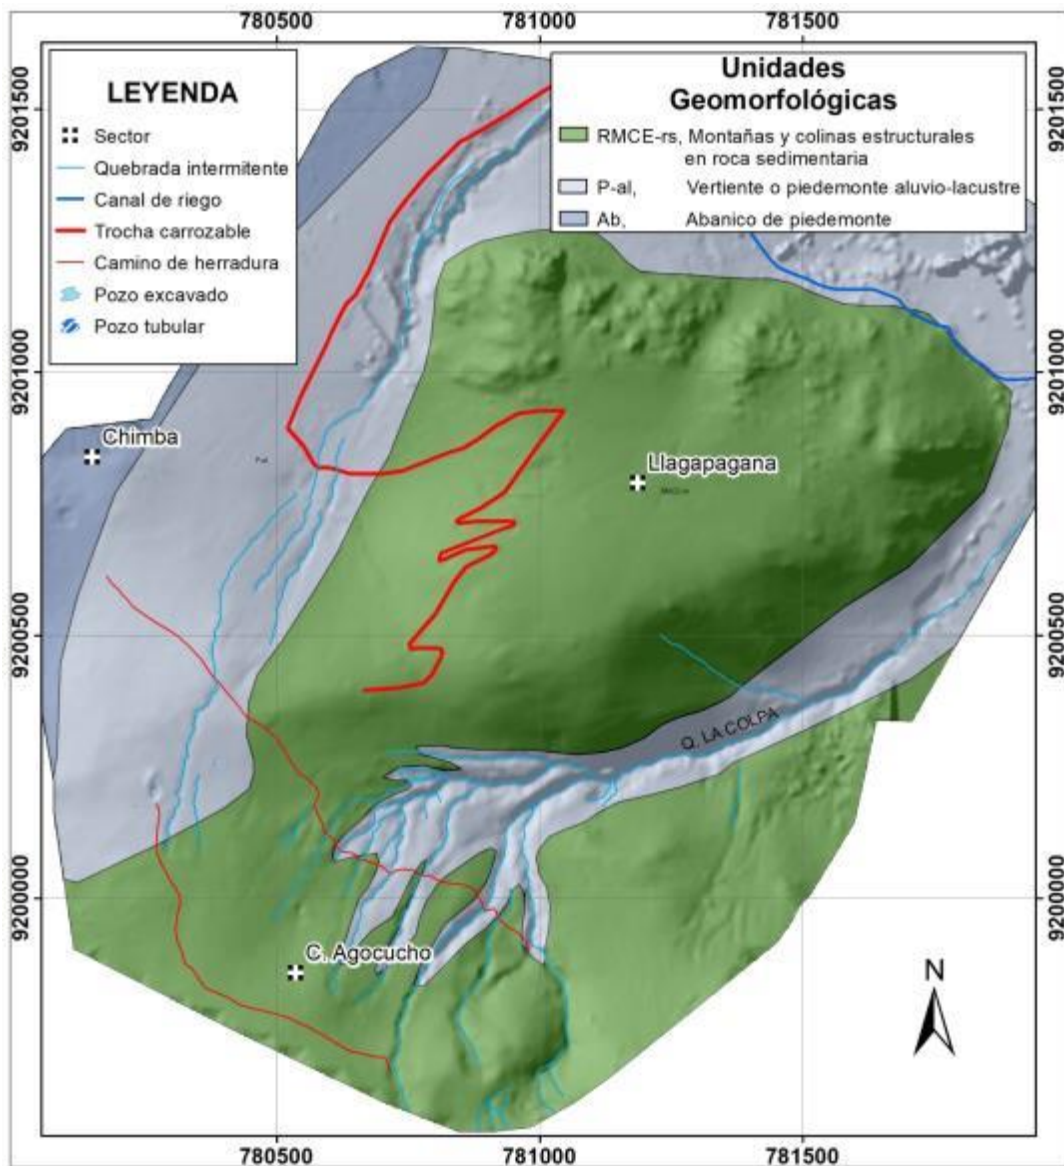 780500
781000
781500
LEYENDA
Sector
Quebrada intermitente
Canal de riego
Trocha carrozable
Camino de herradura
Pozo excavado
Pozo tubular
Unidades
Geomorfológicas
RMCE-rs, Montañas y colinas estructurales
en roca sedimentaria
P-al, Vertiente o piedemonte aluvio-lacustre
Ab, Abanico de piedemonte
9201500
9201500
9201000
9201000
Chimba
Llagapagana
9200500
9200500
Q. LA COLPA
9200000
9200000
C. Agocucho
N
780500
781000
781500